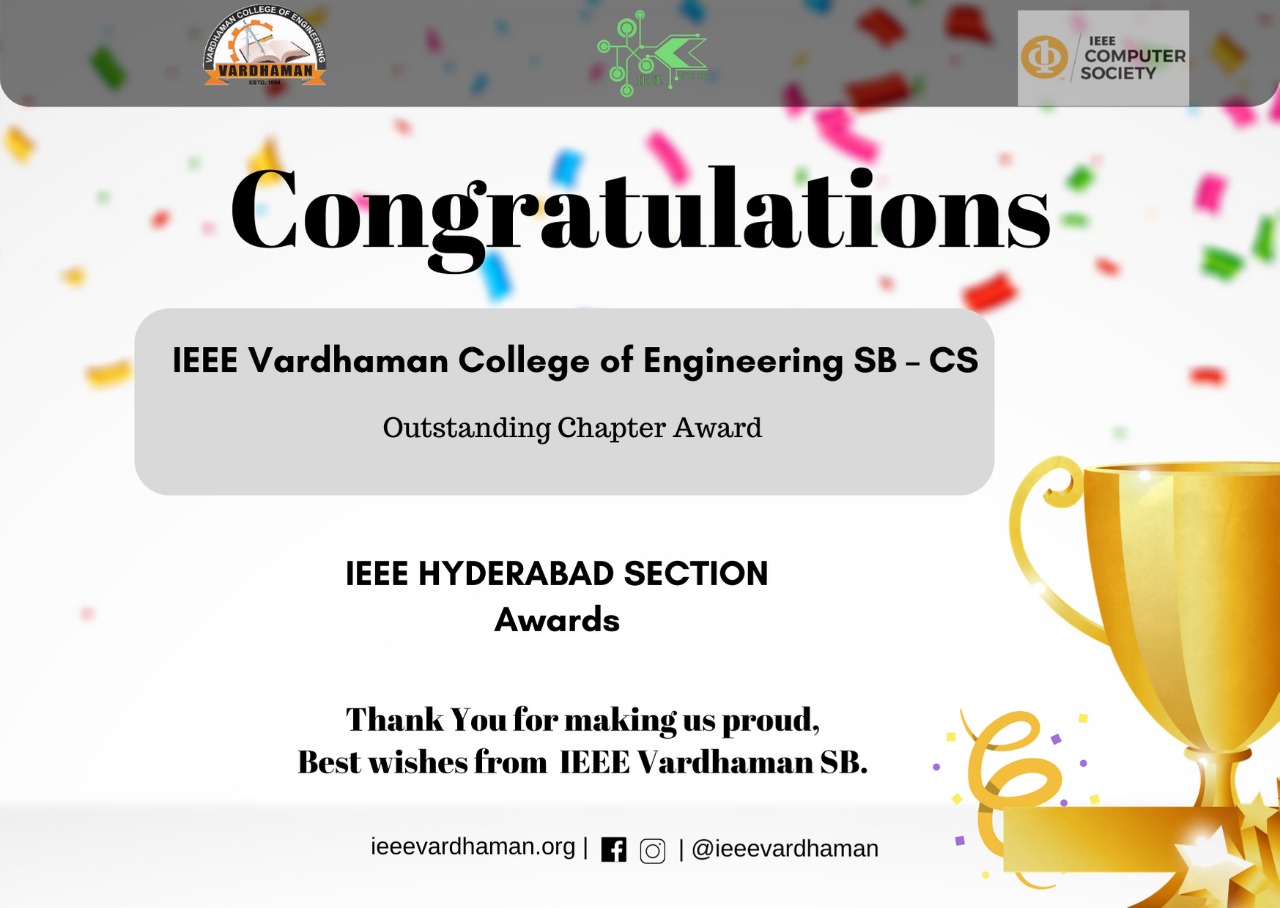 VARDHAMAN COLLEGE OF ENGINEERING
VARDHAMAN
ESTD. 1999
IEEE
COMPUTER
SOCIETY
Congratulations
IEEE Vardhaman College of Engineering SB – CS
Outstanding Chapter Award
IEEE HYDERABAD SECTION
Awards
Thank You for making us proud,
Best wishes from IEEE Vardhaman SB.
ieeevardhaman.org | | @ieeevardhaman